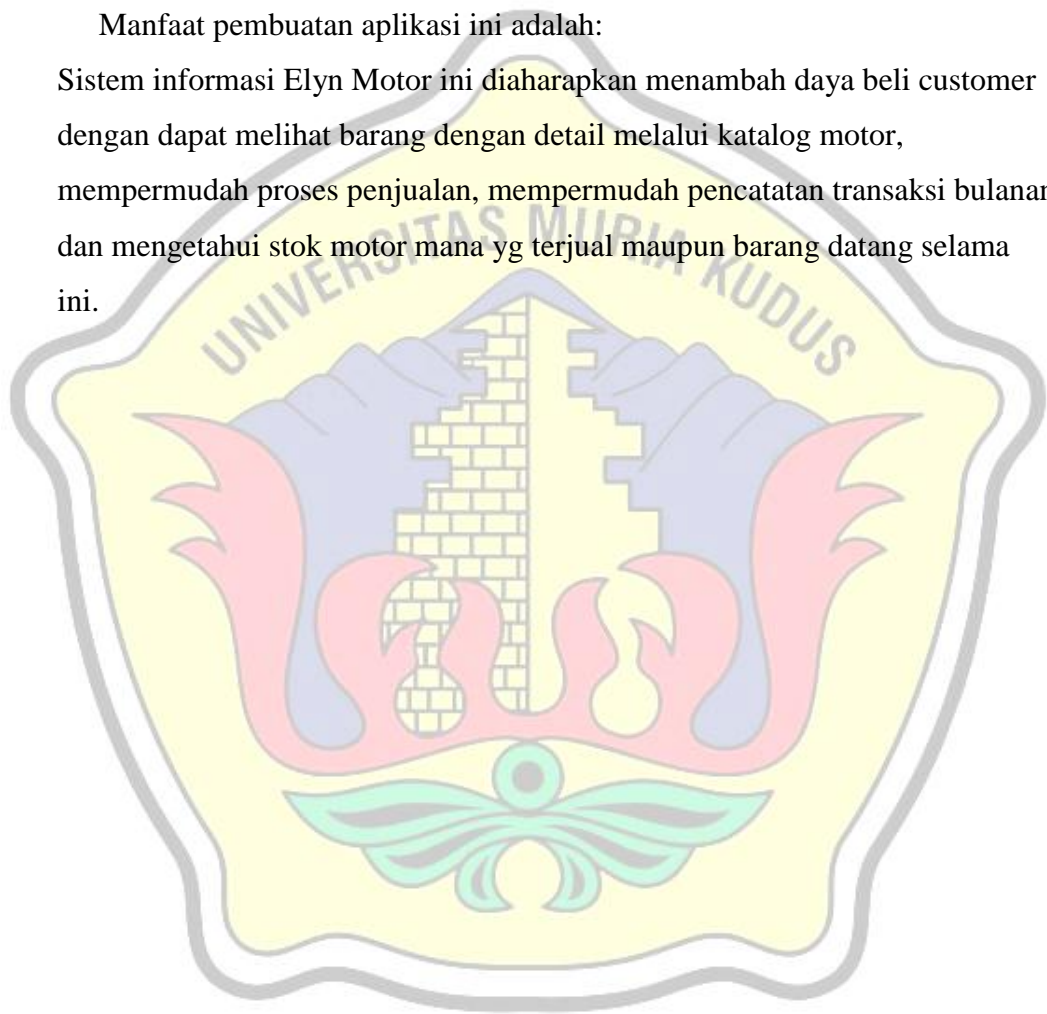 Manfaat pembuatan aplikasi ini adalah:
Sistem informasi Elyn Motor ini diaharapkan menambah daya beli customer
dengan dapat melihat barang dengan detail melalui katalog motor,
mempermudah proses penjualan, mempermudah pencatatan transaksi bulanan
dan mengetahui stok motor mana yg terjual maupun barang datang selama
ini.
UNIVERSITAS MURIA KUDUS